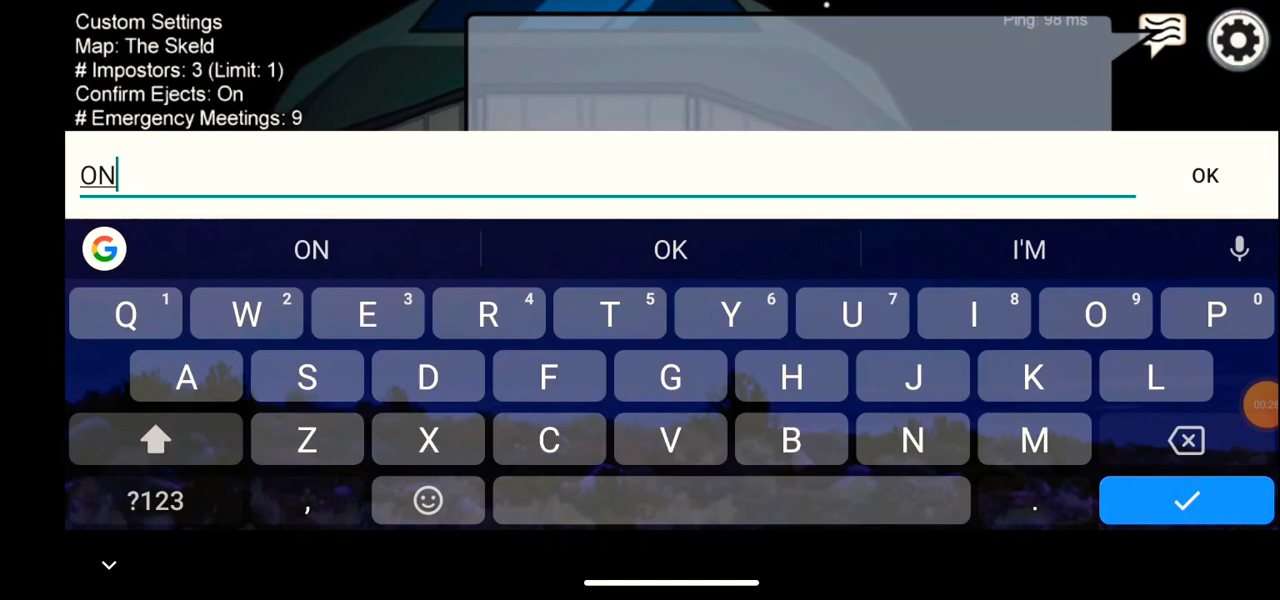 Custom Settings
Map: The Skeld
# Impostors: 3 (Limit: 1)
Confirm Ejects: On
# Emergency Meetings: 9
Ping: 98 ms
ON
OK
ON OK I'M
Q 1 W 2 E 3 R 4 T 5 Y 6 U 7 I 8 O 9 P 0
A S D F G H J K L
Z X C V B N M
?123 , .